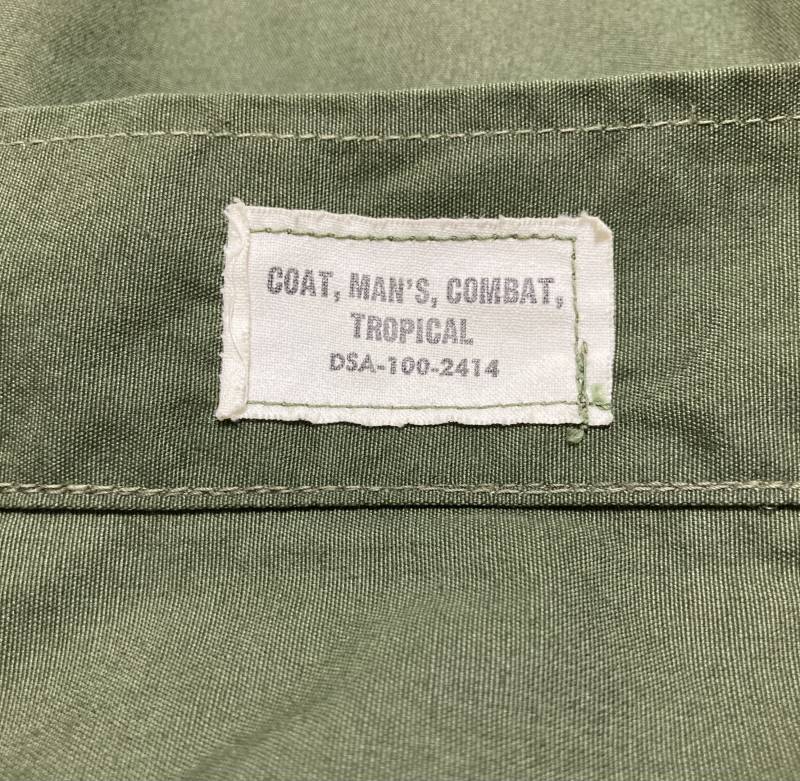 COAT, MAN'S, COMBAT,
TROPICAL
DSA-100-2414